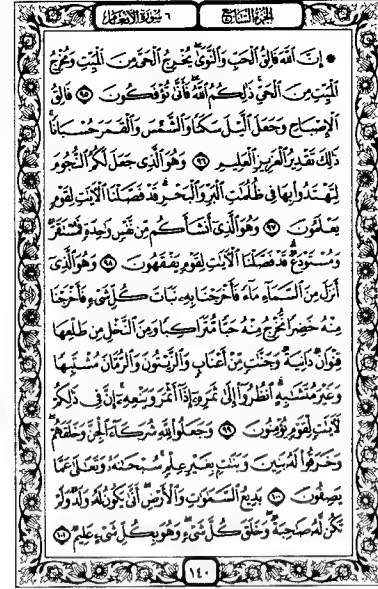 الجزء السابع ٦ سورة الأنعام
* إِنَّ ٱللَّهَ فَالِقُ ٱلْحَبِّ وَٱلنَّوَىٰ يُخْرِجُ ٱلْحَىَّ مِنَ ٱلْمَيِّتِ وَمُخْرِجُ
ٱلْمَيِّتِ مِنَ ٱلْحَىِّ ذَٰلِكُمُ ٱللَّهُ فَأَنَّىٰ تُؤْفَكُونَ ٩٥ فَالِقُ
ٱلْإِصْبَاحِ وَجَعَلَ ٱلَّيْلَ سَكَنًا وَٱلشَّمْسَ وَٱلْقَمَرَ حُسْبَانًا
ذَٰلِكَ تَقْدِيرُ ٱلْعَزِيزِ ٱلْعَلِيمِ ٩٦ وَهُوَ ٱلَّذِى جَعَلَ لَكُمُ ٱلنُّجُومَ
لِتَهْتَدُوا۟ بِهَا فِى ظُلُمَٰتِ ٱلْبَرِّ وَٱلْبَحْرِ قَدْ فَصَّلْنَا ٱلْءَايَٰتِ لِقَوْمٍ
يَعْلَمُونَ ٩٧ وَهُوَ ٱلَّذِىٓ أَنشَأَكُم مِّن نَّفْسٍ وَٰحِدَةٍ فَمُسْتَقَرٌّ
وَمُسْتَوْدَعٌ قَدْ فَصَّلْنَا ٱلْءَايَٰتِ لِقَوْمٍ يَفْقَهُونَ ٩٨ وَهُوَ ٱلَّذِىٓ
أَنزَلَ مِنَ ٱلسَّمَآءِ مَآءً فَأَخْرَجْنَا بِهِۦ نَبَاتَ كُلِّ شَىْءٍ فَأَخْرَجْنَا
مِنْهُ خَضِرًا نُّخْرِجُ مِنْهُ حَبًّا مُّتَرَاكِبًا وَمِنَ ٱلنَّخْلِ مِن طَلْعِهَا
قِنْوَانٌ دَانِيَةٌ وَجَنَّٰتٍ مِّنْ أَعْنَابٍ وَٱلزَّيْتُونَ وَٱلرُّمَّانَ مُشْتَبِهًا
وَغَيْرَ مُتَشَٰبِهٍ ٱنظُرُوٓا۟ إِلَىٰ ثَمَرِهِۦٓ إِذَآ أَثْمَرَ وَيَنْعِهِۦٓ إِنَّ فِى ذَٰلِكُمْ
لَءَايَٰتٍ لِّقَوْمٍ يُؤْمِنُونَ ٩٩ وَجَعَلُوا۟ لِلَّهِ شُرَكَآءَ ٱلْجِنَّ وَخَلَقَهُمْ
وَخَرَقُوا۟ لَهُۥ بَنِينَ وَبَنَٰتٍۭ بِغَيْرِ عِلْمٍ سُبْحَٰنَهُۥ وَتَعَٰلَىٰ عَمَّا
يَصِفُونَ ١٠٠ بَدِيعُ ٱلسَّمَٰوَٰتِ وَٱلْأَرْضِ أَنَّىٰ يَكُونُ لَهُۥ وَلَدٌ وَلَمْ
تَكُن لَّهُۥ صَٰحِبَةٌ وَخَلَقَ كُلَّ شَىْءٍ وَهُوَ بِكُلِّ شَىْءٍ عَلِيمٌ ١٠١
١٤٠